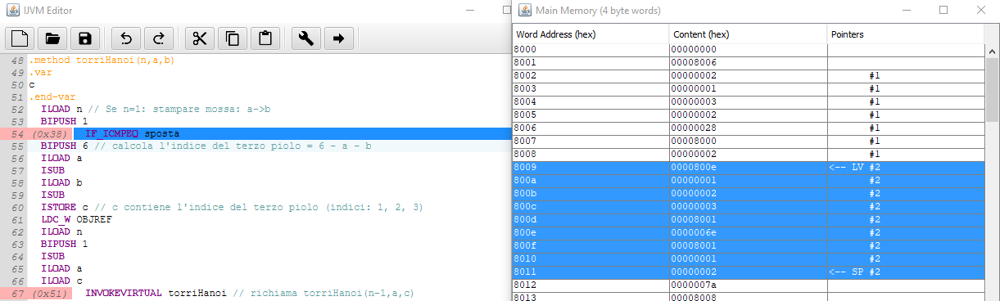 IJVM Editor
48 .method torriHanoi(n,a,b)
49 .var
50 c
51 .end-var
52 ILOAD n // Se n=1: stampare mossa: a->b
53 BIPUSH 1
54 (0x38) IF_ICMPEQ sposta
55 BIPUSH 6 // calcola l'indice del terzo piolo = 6 - a - b
56 ILOAD a
57 ISUB
58 ILOAD b
59 ISUB
60 ISTORE c // c contiene l'indice del terzo piolo (indici: 1, 2, 3)
61 LDC_W OBJREF
62 ILOAD n
63 BIPUSH 1
64 ISUB
65 ILOAD a
66 ILOAD c
67 (0x51) INVOKEVIRTUAL torriHanoi // richiama torriHanoi(n-1,a,c)
Main Memory (4 byte words)
Word Address (hex) Content (hex) Pointers
8000 00000000
8001 00008006
8002 00000002 #1
8003 00000001 #1
8004 00000003 #1
8005 00000002 #1
8006 00000028 #1
8007 00008000 #1
8008 00000002 #1
8009 0000800e <-- LV #2
800a 00000001 #2
800b 00000002 #2
800c 00000003 #2
800d 00008001 #2
800e 0000006e #2
800f 00008001 #2
8010 00000001 #2
8011 00000002 <-- SP #2
8012 0000007a
8013 00008008